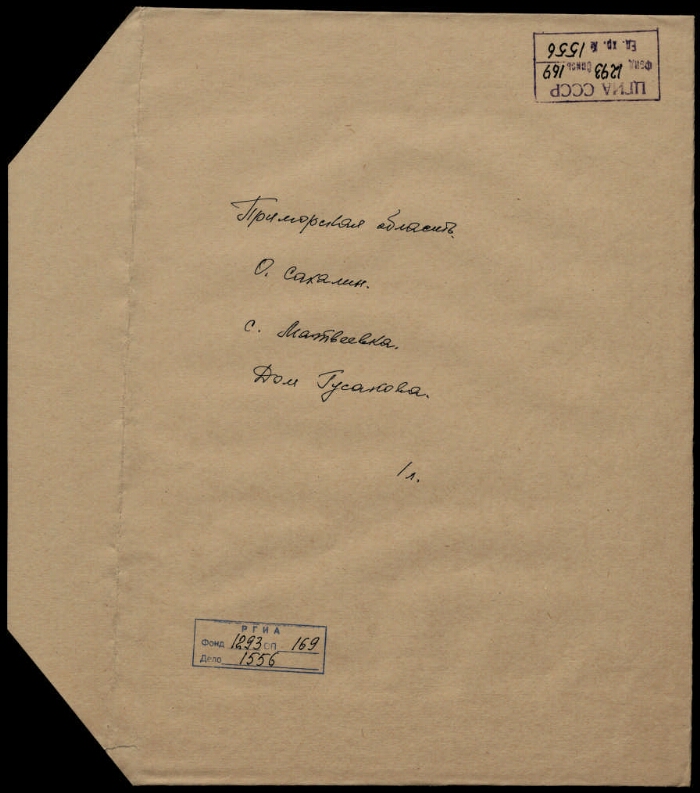 ЦГИА СССР
Фонд 1293 Опись 169
Ед. хр. № 1556
Приморская область.
О. Сахалин.
с. Матвеевка.
Дом Гусакова.
1 л.
РГИА
Фонд 1293 ОП. 169
Дело 1556